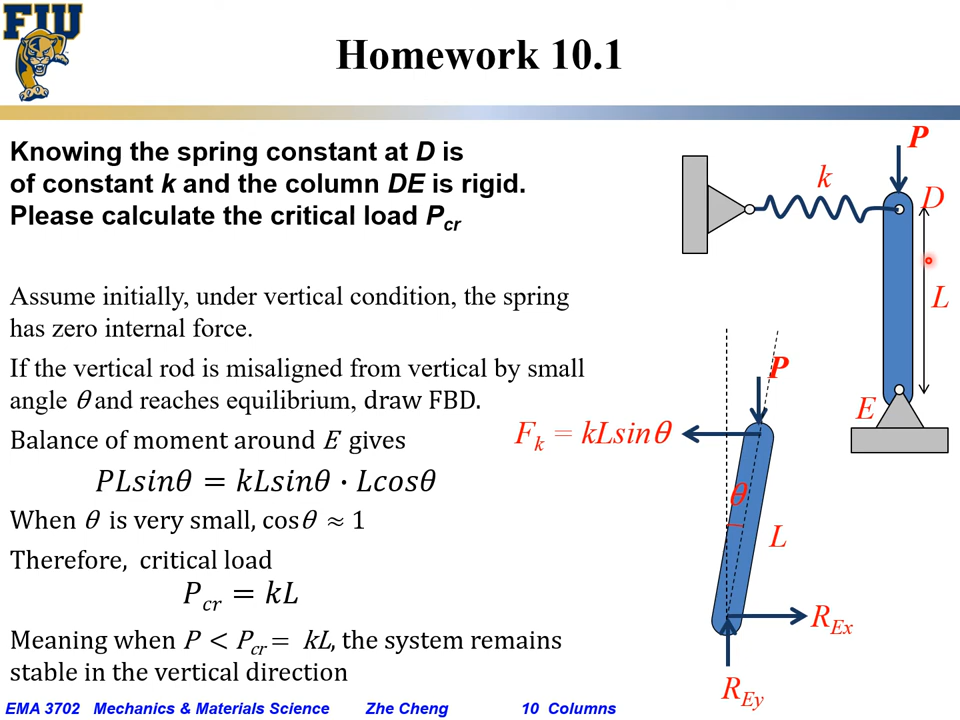 FIU
Homework 10.1
Knowing the spring constant at D is
of constant k and the column DE is rigid.
Please calculate the critical load Pcr
Assume initially, under vertical condition, the spring
has zero internal force.
If the vertical rod is misaligned from vertical by small
angle θ and reaches equilibrium, draw FBD.
Balance of moment around E gives
PLsinθ = kLsinθ · Lcosθ
When θ is very small, cosθ ≈ 1
Therefore, critical load
Pcr = kL
Meaning when P < Pcr = kL, the system remains
stable in the vertical direction
P
k
D
L
E
P
Fk = kLsinθ
θ
L
REx
REy
EMA 3702 Mechanics & Materials Science Zhe Cheng 10 Columns